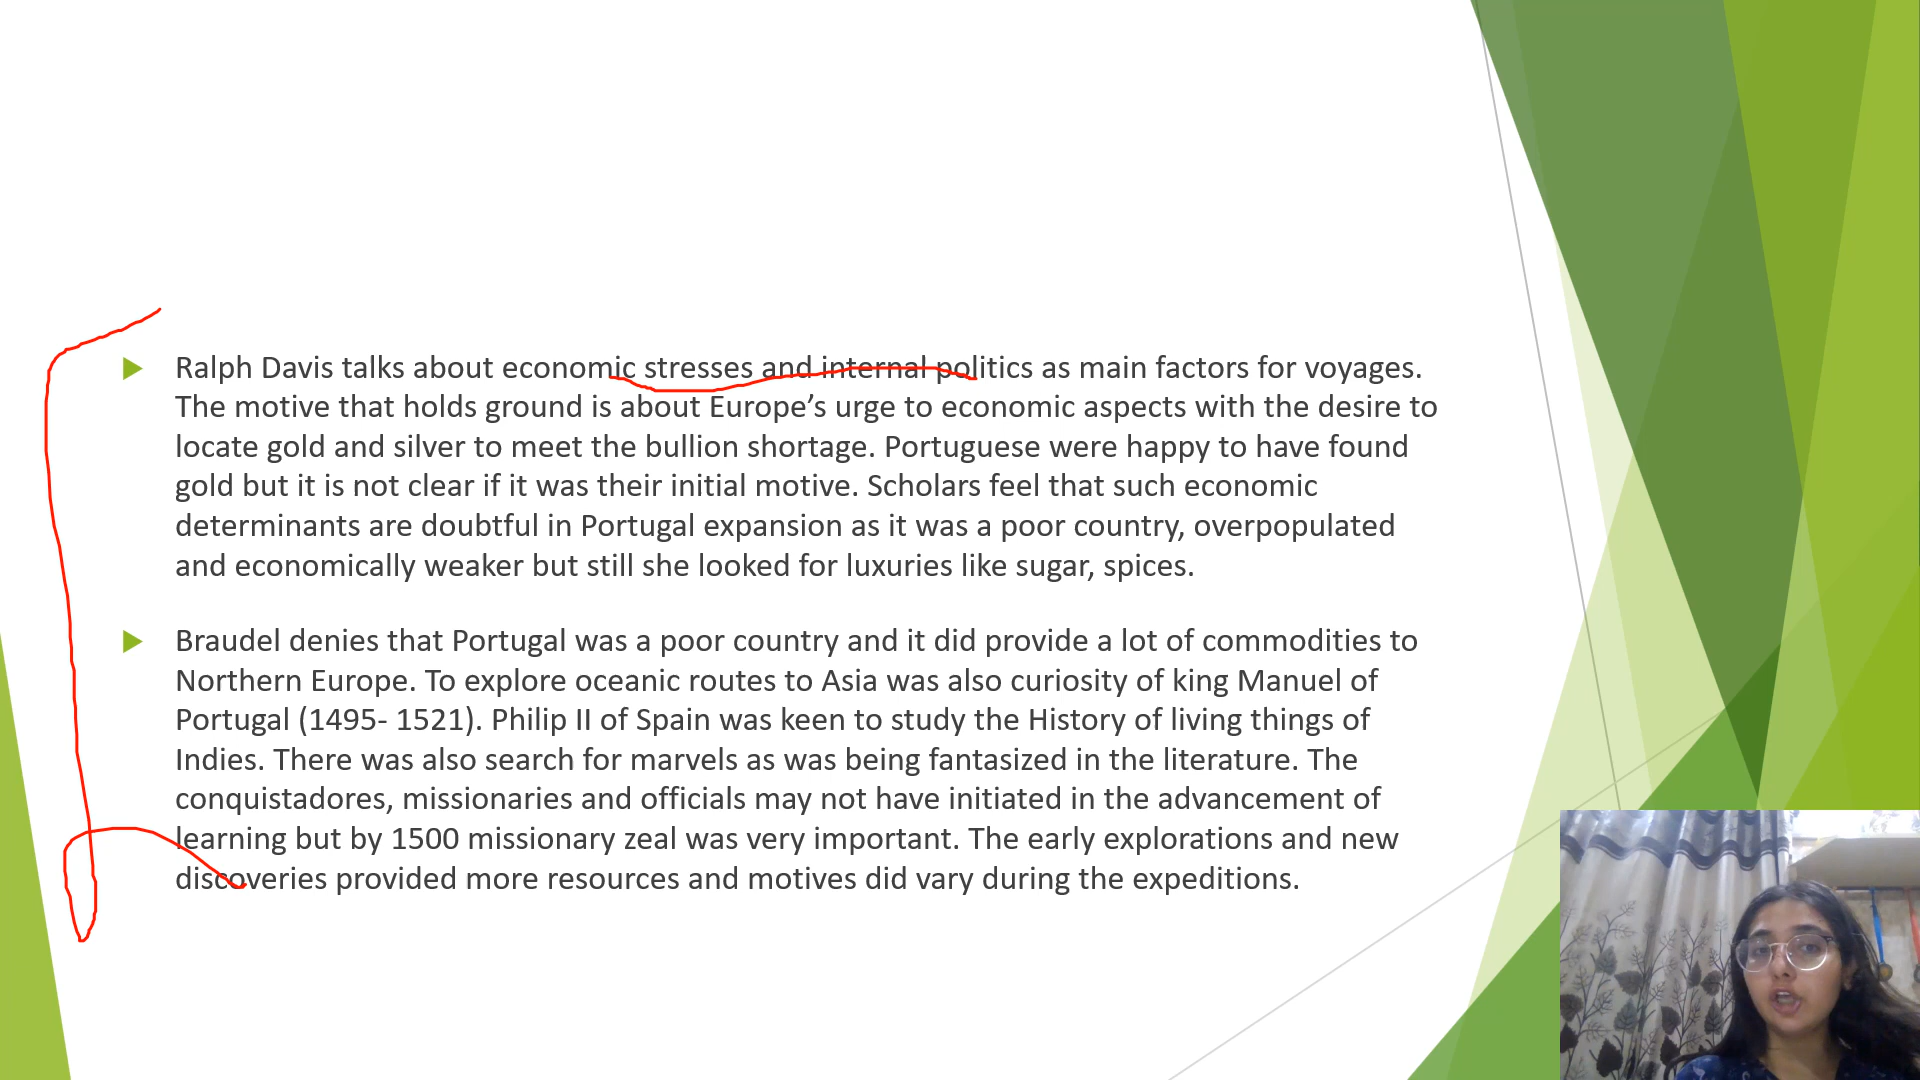 Ralph Davis talks about economic stresses and internal politics as main factors for voyages.
The motive that holds ground is about Europe’s urge to economic aspects with the desire to
locate gold and silver to meet the bullion shortage. Portuguese were happy to have found
gold but it is not clear if it was their initial motive. Scholars feel that such economic
determinants are doubtful in Portugal expansion as it was a poor country, overpopulated
and economically weaker but still she looked for luxuries like sugar, spices.
Braudel denies that Portugal was a poor country and it did provide a lot of commodities to
Northern Europe. To explore oceanic routes to Asia was also curiosity of king Manuel of
Portugal (1495- 1521). Philip II of Spain was keen to study the History of living things of
Indies. There was also search for marvels as was being fantasized in the literature. The
conquistadores, missionaries and officials may not have initiated in the advancement of
learning but by 1500 missionary zeal was very important. The early explorations and new
discoveries provided more resources and motives did vary during the expeditions.